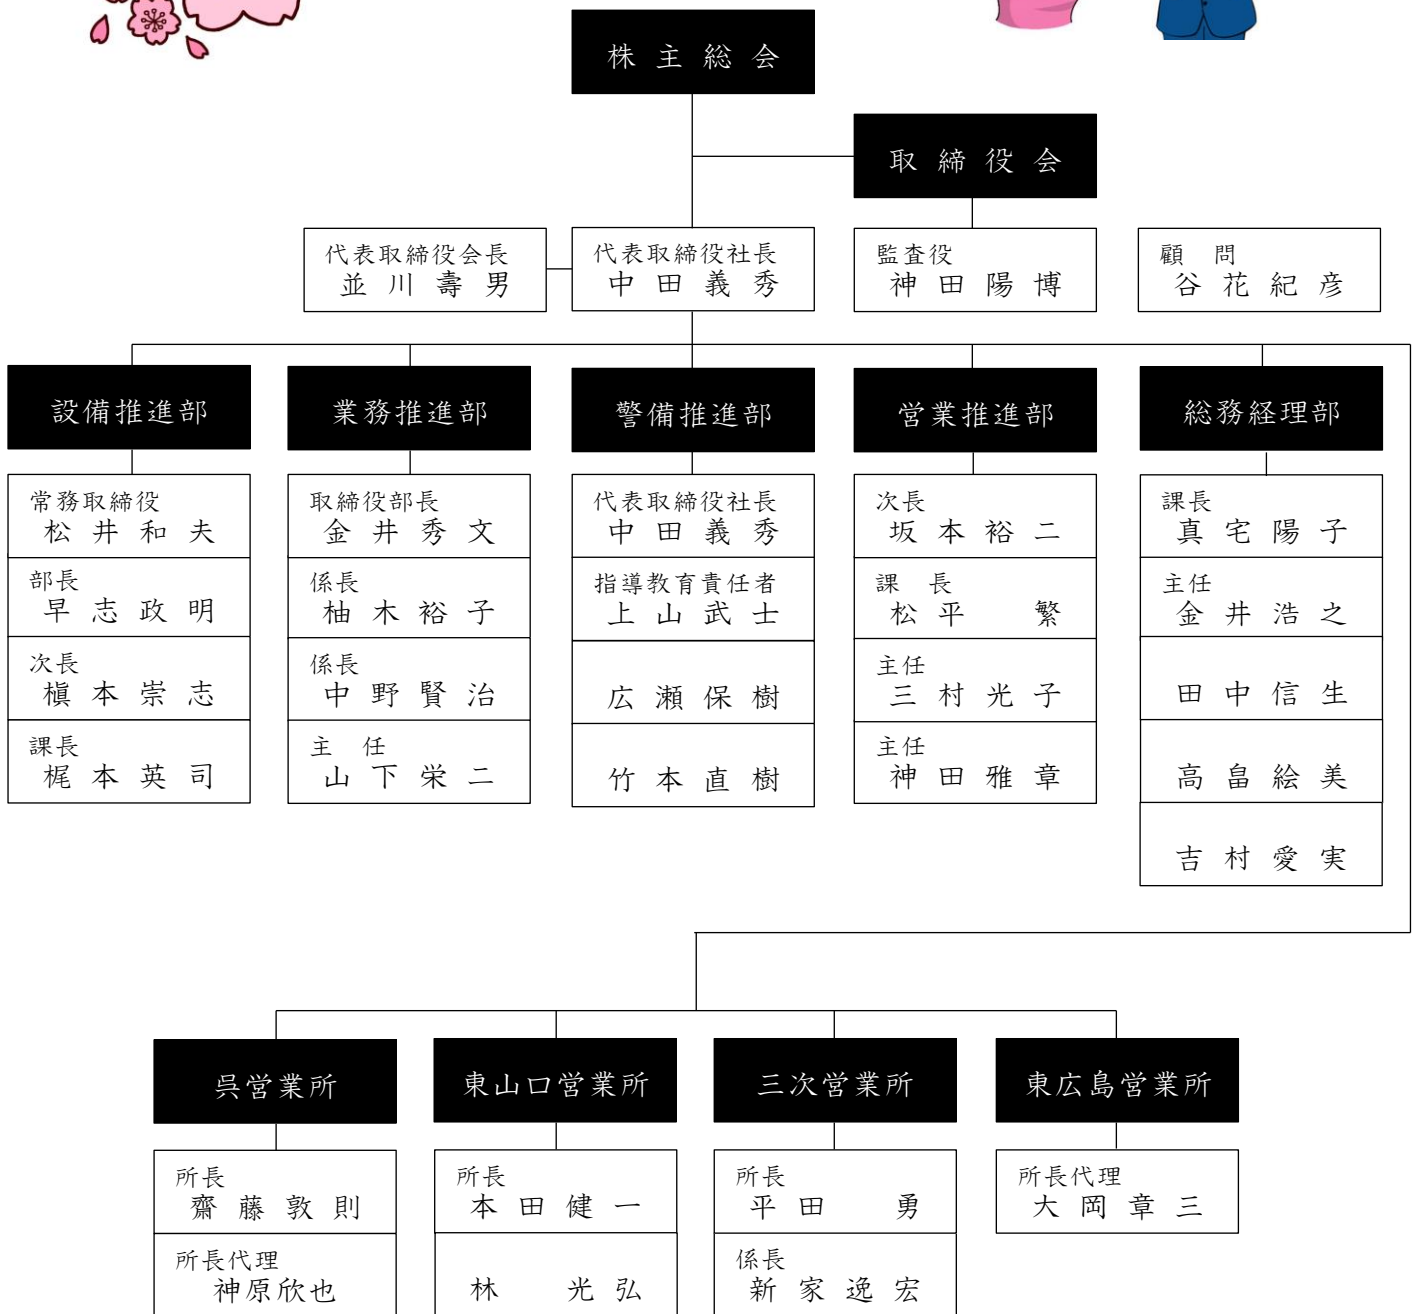 株主総会
取締役会
代表取締役会長
並川壽男
代表取締役社長
中田義秀
監査役
神田陽博
顧 問
谷花紀彦
設備推進部
業務推進部
警備推進部
営業推進部
総務経理部
常務取締役
松井和夫
部長
早志政明
次長
槇本崇志
課長
梶本英司
取締役部長
金井秀文
係長
柚木裕子
係長
中野賢治
主 任
山下栄二
代表取締役社長
中田義秀
指導教育責任者
上山武士
広瀬保樹
竹本直樹
次長
坂本裕二
課 長
松平 繁
主任
三村光子
主任
神田雅章
課長
真宅陽子
主任
金井浩之
田中信生
高畠絵美
吉村愛実
呉営業所
東山口営業所
三次営業所
東広島営業所
所長
齋藤敦則
所長代理
神原欣也
所長
本田健一
林 光弘
所長
平田 勇
係長
新家逸宏
所長代理
大岡章三